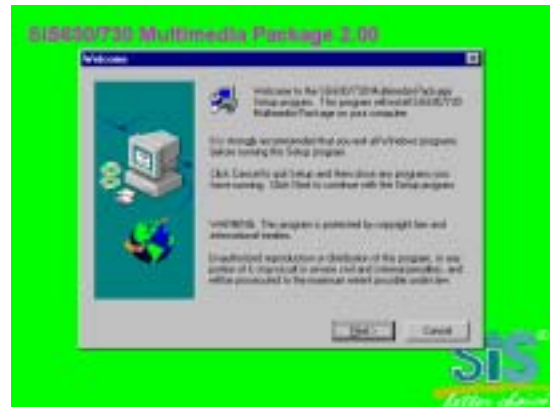 SiS630/730 Multimedia Package 2.00
Welcome
Welcome to the SiS630/730 Multimedia Package
Setup program. This program will install SiS630/730
Multimedia Package on your computer.
It is strongly recommended that you exit all Windows programs
before running this Setup program.
Click Cancel to quit Setup and then close any programs you
have running. Click Next to continue with the Setup program.
WARNING: This program is protected by copyright law and
international treaties.
Unauthorized reproduction or distribution of this program, or any
portion of it, may result in severe civil and criminal penalties, and
will be prosecuted to the maximum extent possible under law.
Next >
Cancel
SiS
better choice